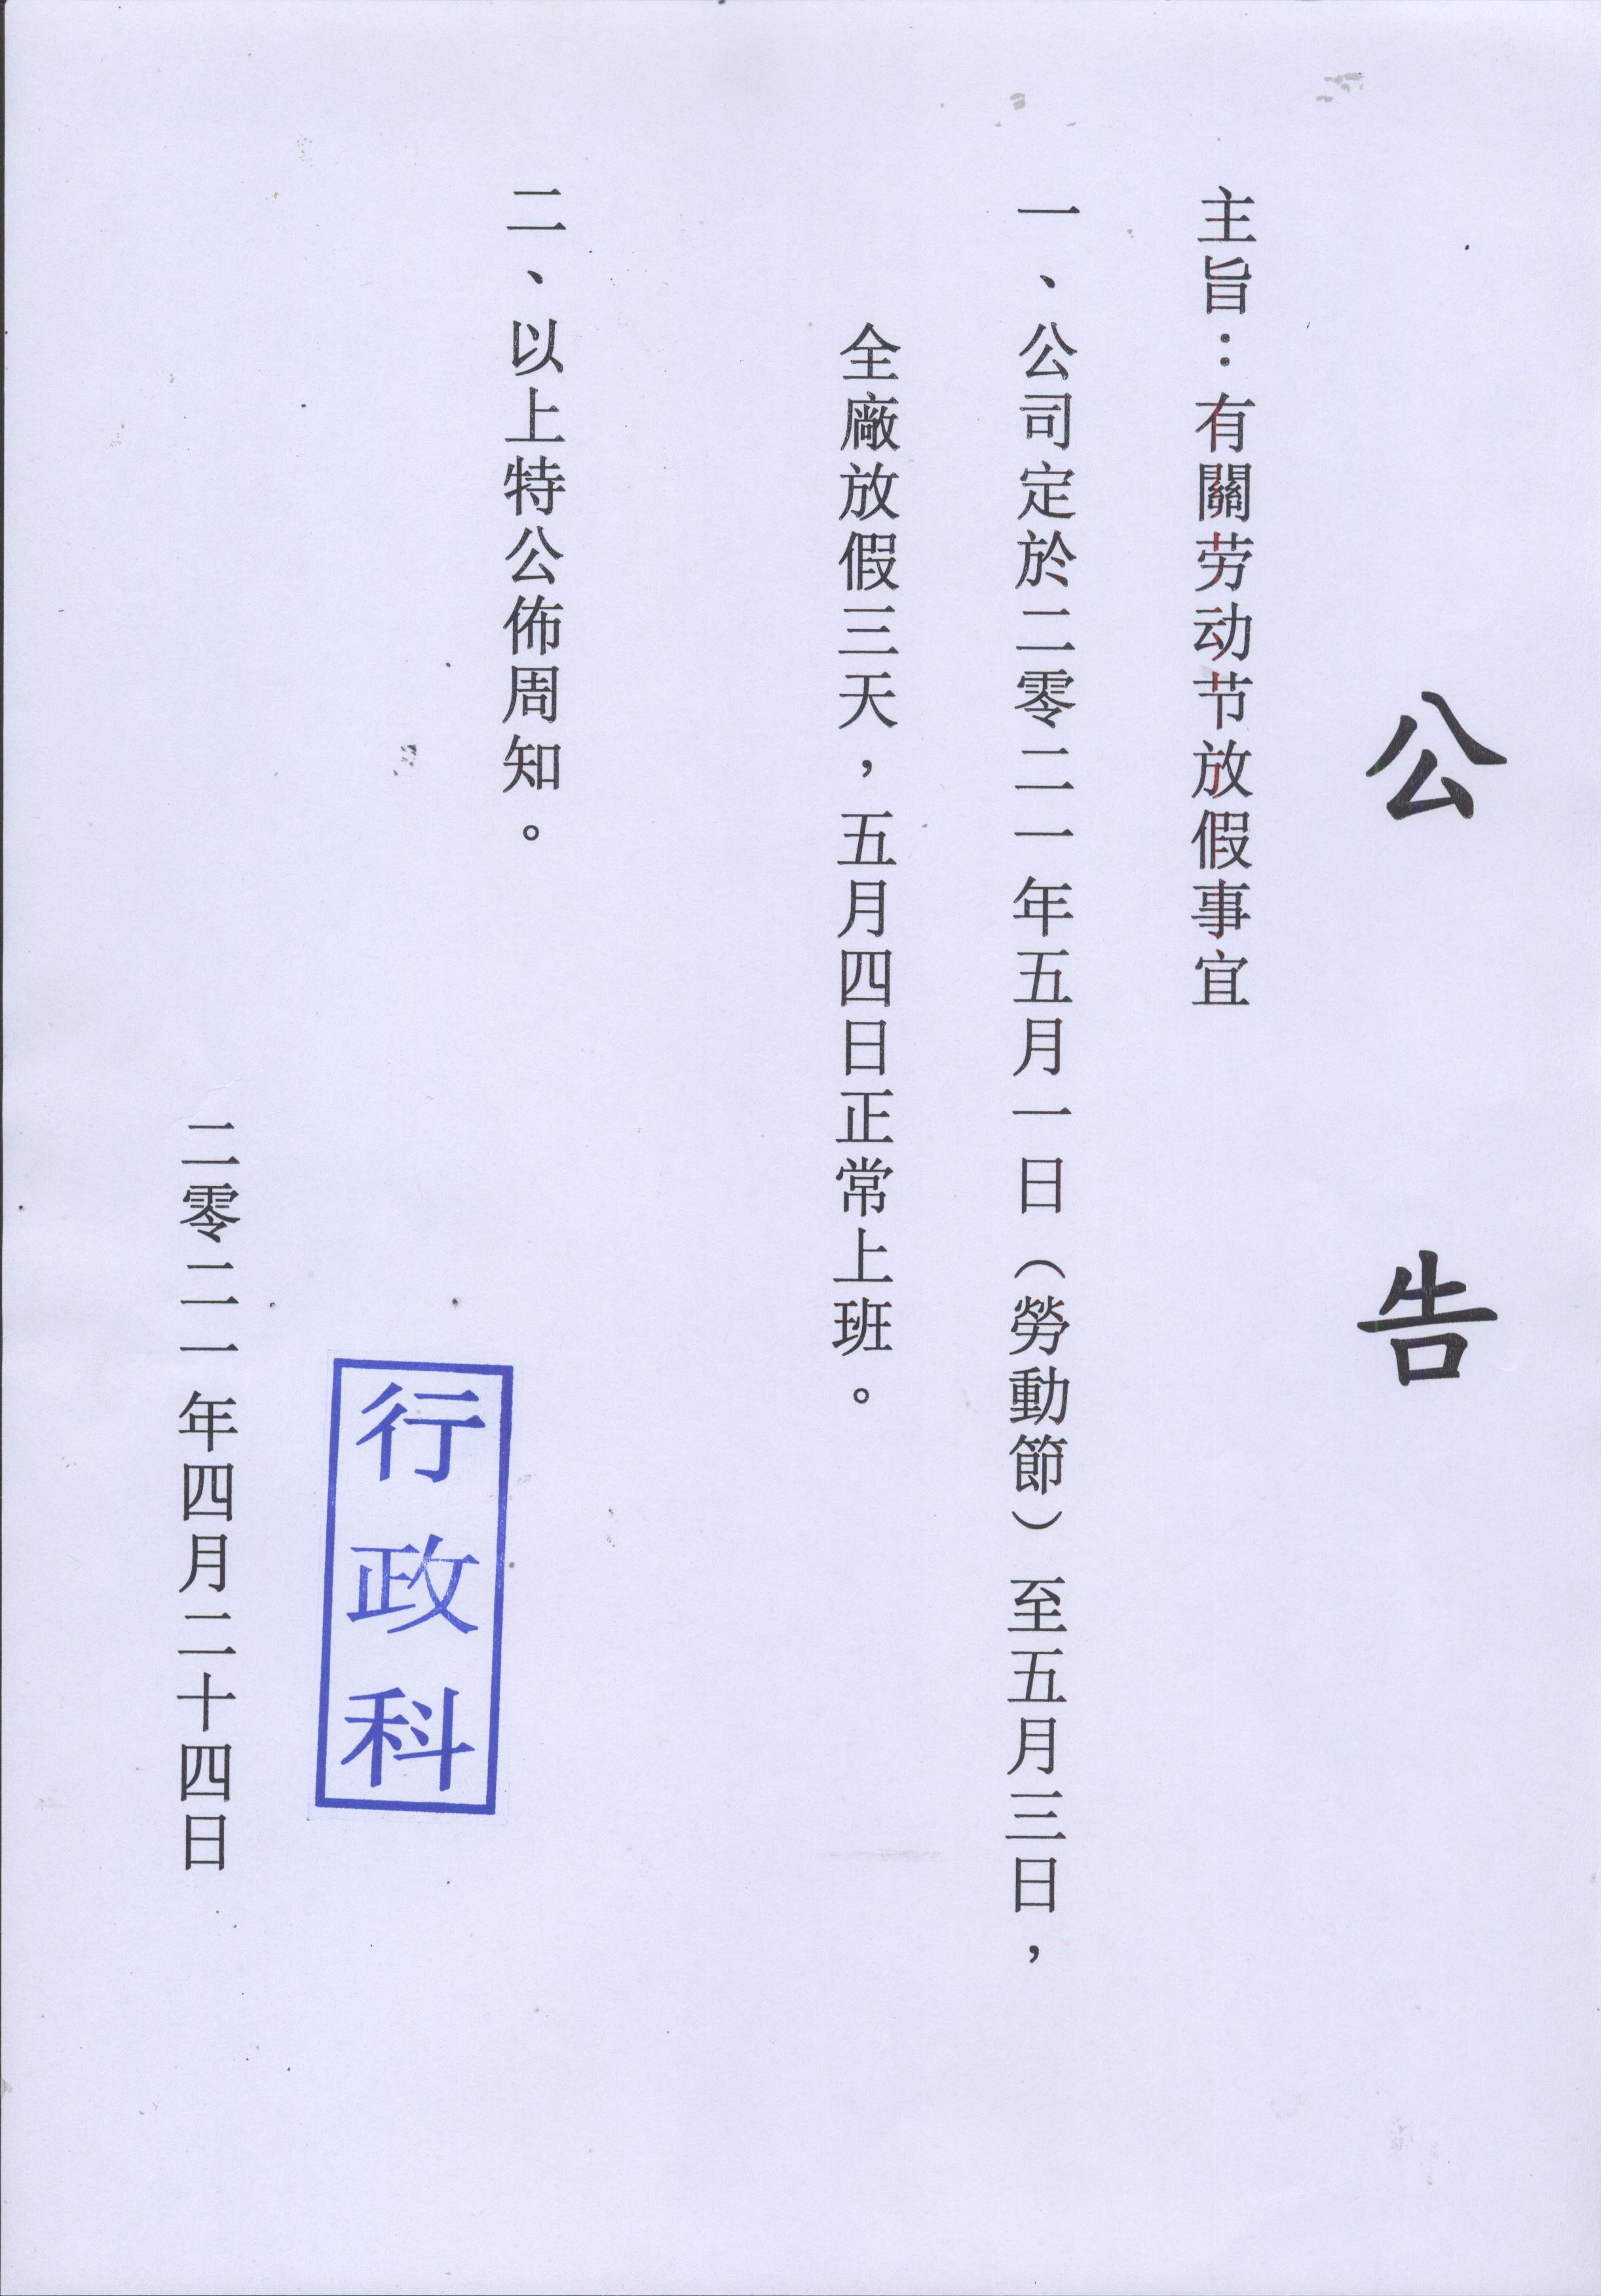 公告
主旨：有關劳动节放假事宜
一、公司定於二零二一年五月一日（勞動節）至五月三日，
全廠放假三天，五月四日正常上班。
二、以上特公佈周知。
行政科
二零二一年四月二十四日